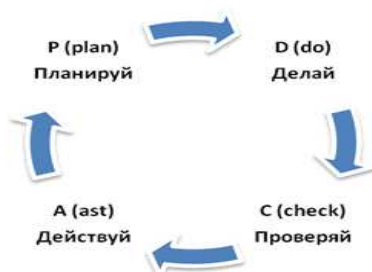 P (plan)
Планируй
D (do)
Делай
C (check)
Проверяй
A (ast)
Действуй